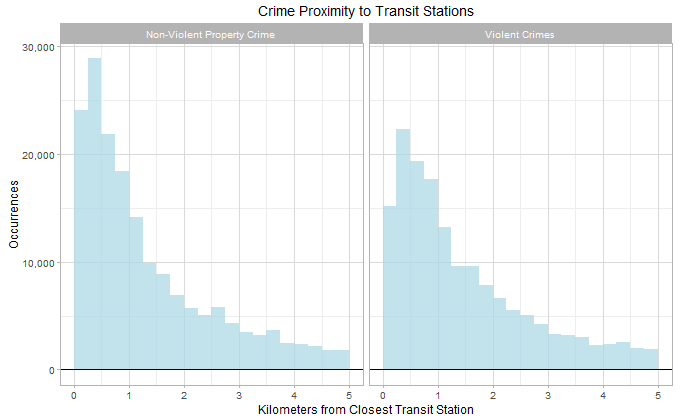 Crime Proximity to Transit Stations
Non-Violent Property Crime
Violent Crimes
30,000
20,000
10,000
0
Occurrences
0 1 2 3 4 5
0 1 2 3 4 5
Kilometers from Closest Transit Station